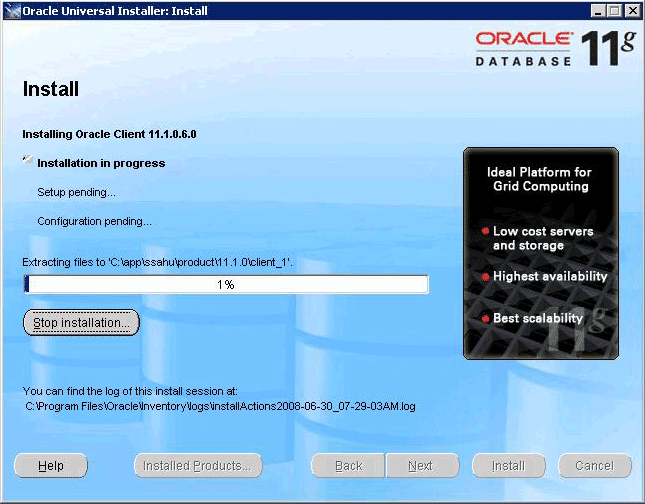 Oracle Universal Installer: Install
ORACLE
DATABASE 11g
Install
Installing Oracle Client 11.1.0.6.0
Installation in progress
Setup pending...
Configuration pending...
Extracting files to 'C:\app\ssahu\product\11.1.0\client_1'.
1%
Stop installation...
Ideal Platform for
Grid Computing
Low cost servers
and storage
Highest availability
Best scalability
11g
You can find the log of this install session at:
C:\Program Files\Oracle\Inventory\logs\installActions2008-06-30_07-29-03AM.log
Help
Installed Products...
Back
Next
Install
Cancel